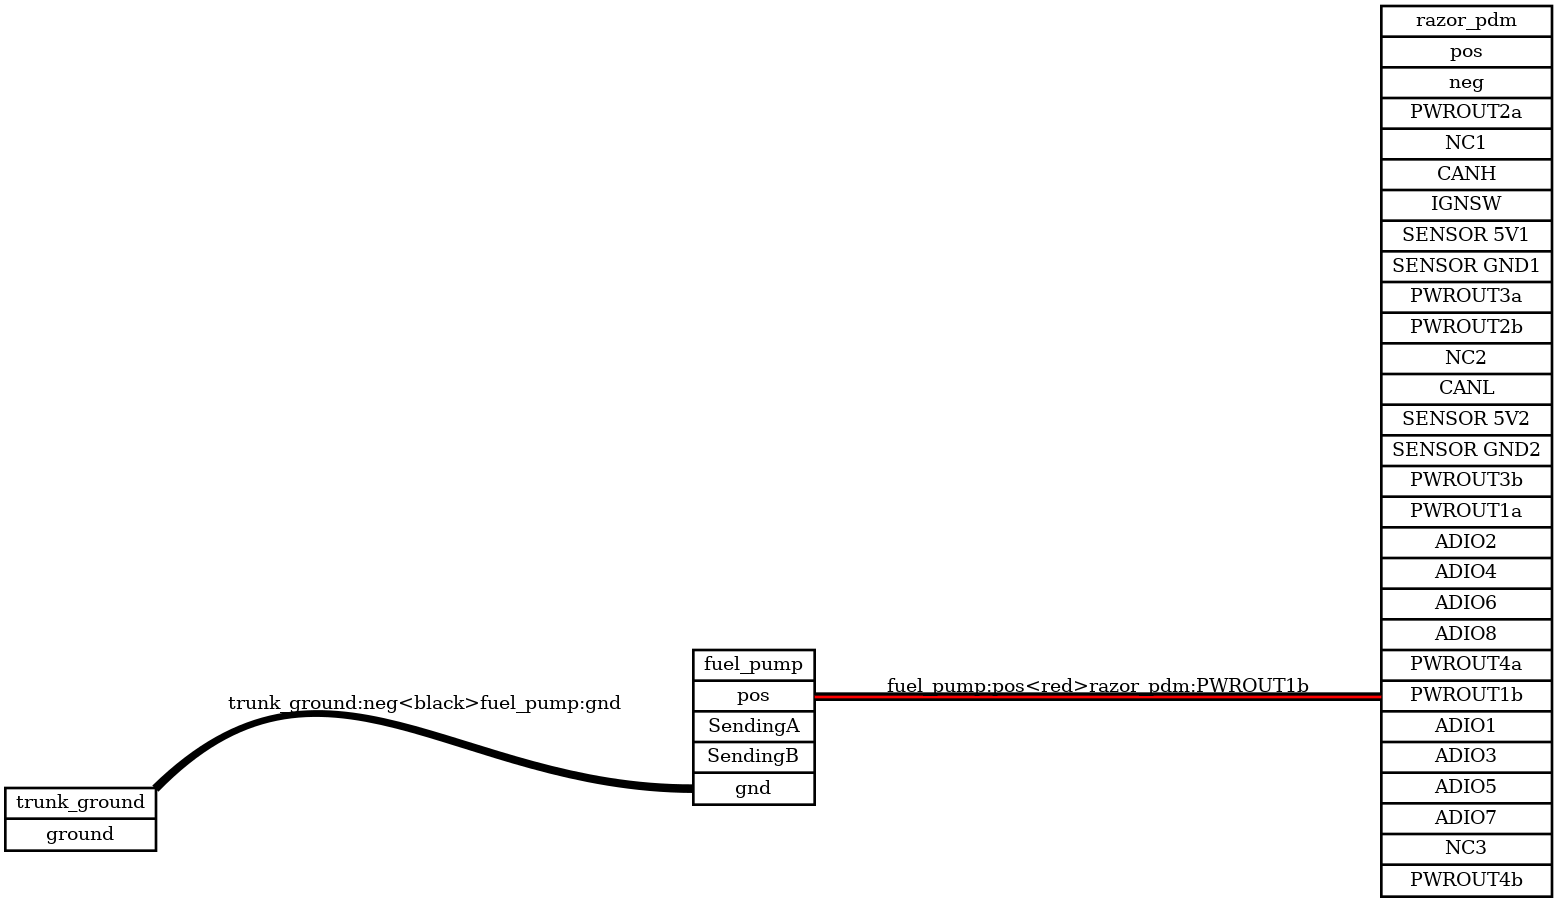 razor_pdm
pos
neg
PWROUT2a
NC1
CANH
IGNSW
SENSOR 5V1
SENSOR GND1
PWROUT3a
PWROUT2b
NC2
CANL
SENSOR 5V2
SENSOR GND2
PWROUT3b
PWROUT1a
ADIO2
ADIO4
ADIO6
ADIO8
PWROUT4a
PWROUT1b
ADIO1
ADIO3
ADIO5
ADIO7
NC3
PWROUT4b
fuel_pump:pos<red>razor_pdm:PWROUT1b
fuel_pump
pos
SendingA
SendingB
gnd
trunk_ground:neg<black>fuel_pump:gnd
trunk_ground
ground